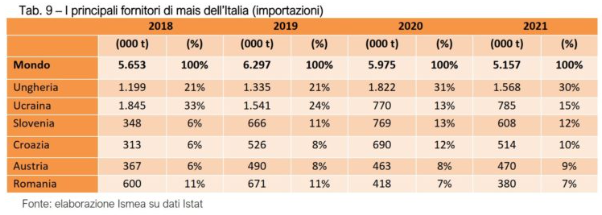 Tab. 9 – I principali fornitori di mais dell'Italia (importazioni)
2018 2019 2020 2021
(000 t) (%) (000 t) (%) (000 t) (%) (000 t) (%)
Mondo 5.653 100% 6.297 100% 5.975 100% 5.157 100%
Ungheria 1.199 21% 1.335 21% 1.822 31% 1.568 30%
Ucraina 1.845 33% 1.541 24% 770 13% 785 15%
Slovenia 348 6% 666 11% 769 13% 608 12%
Croazia 313 6% 526 8% 690 12% 514 10%
Austria 367 6% 490 8% 463 8% 470 9%
Romania 600 11% 671 11% 418 7% 380 7%
Fonte: elaborazione Ismea su dati Istat